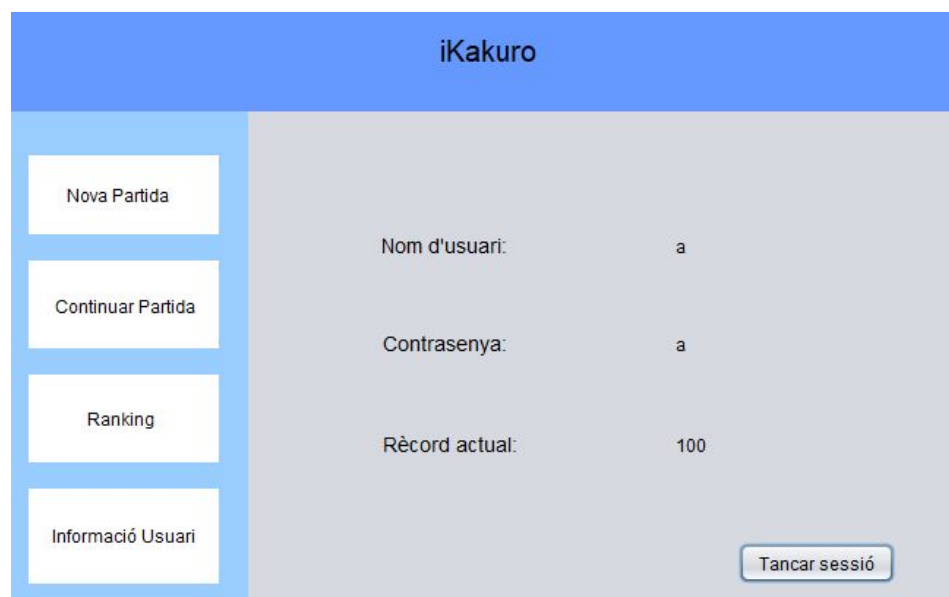 iKakuro
Nova Partida
Continuar Partida
Ranking
Informació Usuari
Nom d'usuari: a
Contrasenya: a
Rècord actual: 100
Tancar sessió